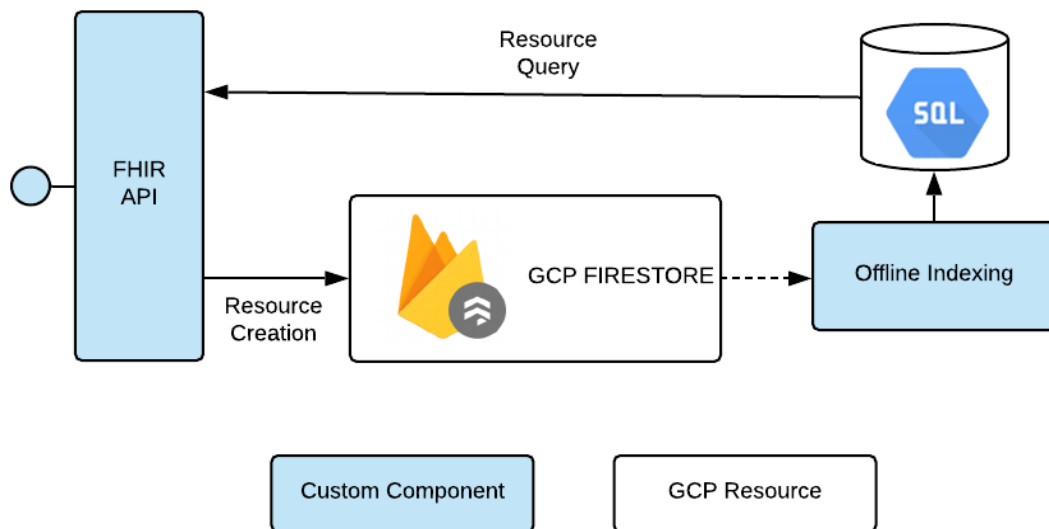 Resource
Query
SQL
FHIR
API
GCP FIRESTORE
Offline Indexing
Resource
Creation
Custom Component
GCP Resource